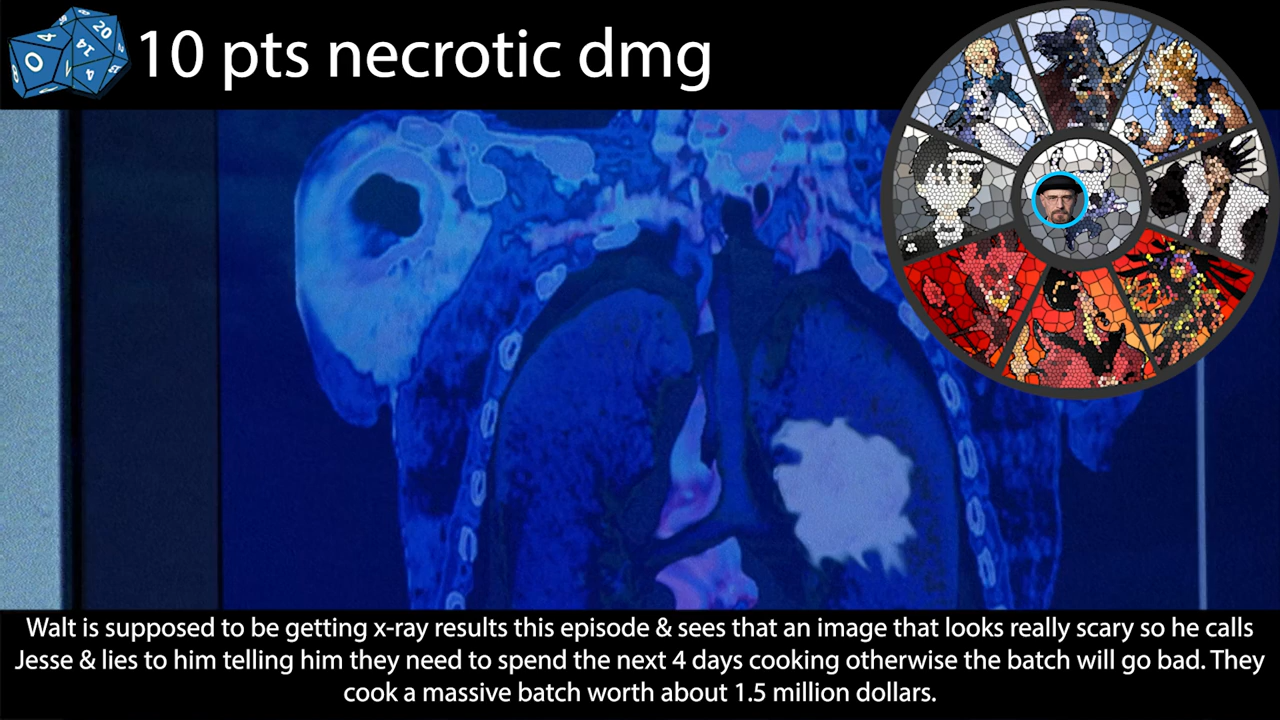 10 pts necrotic dmg
Walt is supposed to be getting x-ray results this episode & sees that an image that looks really scary so he calls
Jesse & lies to him telling him they need to spend the next 4 days cooking otherwise the batch will go bad. They
cook a massive batch worth about 1.5 million dollars.